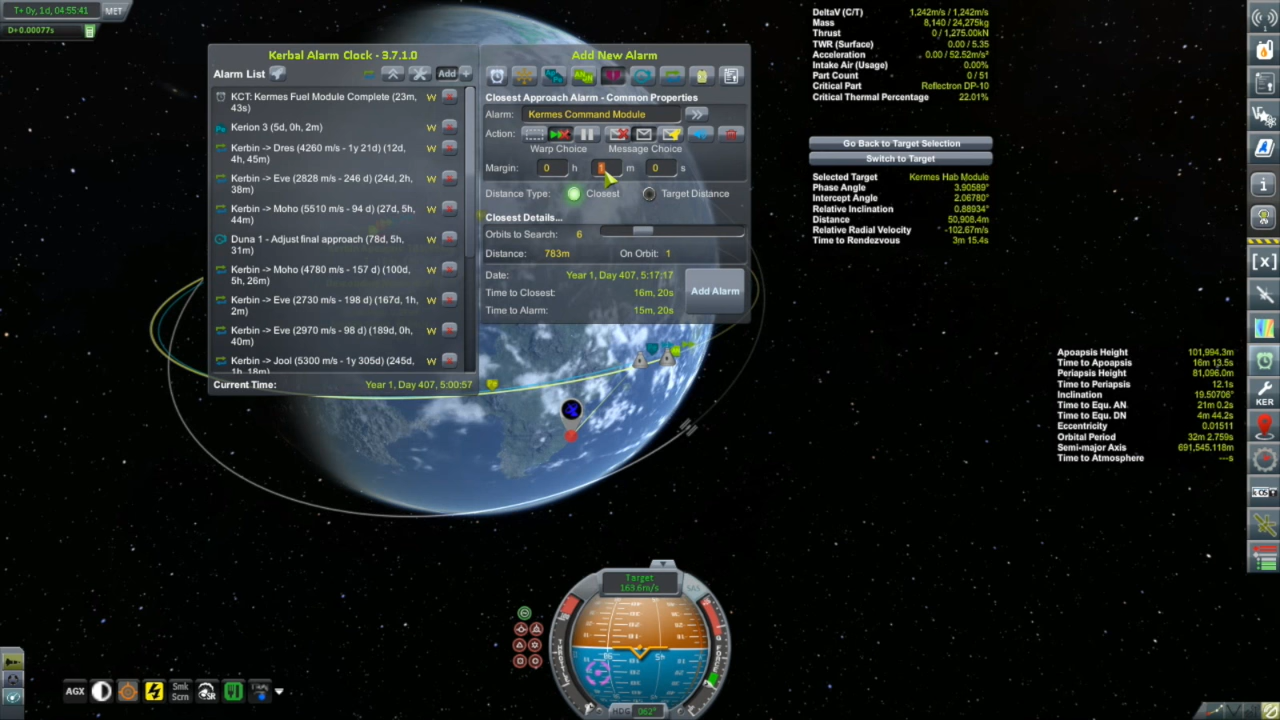 T+ 0y, 1d, 04:55:41 MET
D+0.00077s
Kerbal Alarm Clock - 3.7.1.0
Alarm List
Add +
KCT: Kermes Fuel Module Complete (23m, 43s) W
Kerion 3 (5d, 0h, 2m) W
Kerbin -> Dres (4260 m/s - 1y 21d) (12d, 4h, 45m) W
Kerbin -> Eve (2828 m/s - 246 d) (24d, 2h, 38m) W
Kerbin -> Moho (5510 m/s - 94 d) (27d, 5h, 44m) W
Duna 1 - Adjust final approach (78d, 5h, 31m) W
Kerbin -> Moho (4780 m/s - 157 d) (100d, 5h, 26m) W
Kerbin -> Eve (2730 m/s - 198 d) (167d, 1h, 2m) W
Kerbin -> Eve (2970 m/s - 98 d) (189d, 0h, 40m) W
Kerbin -> Jool (5300 m/s - 1y 305d) (245d, 1h, 18m) W
Current Time: Year 1, Day 407, 5:00:57
Add New Alarm
Closest Approach Alarm - Common Properties
Alarm: Kermes Command Module
Action:
Warp Choice Message Choice
Margin: 0 h 1 m 0 s
Distance Type: Closest Target Distance
Closest Details...
Orbits to Search: 6
Distance: 783m On Orbit: 1
Date: Year 1, Day 407, 5:17:17
Time to Closest: 16m, 20s
Time to Alarm: 15m, 20s
Add Alarm
DeltaV (C/T) 1,242m/s / 1,242m/s
Mass 8,140 / 24,275kg
Thrust 0 / 1,275.00kN
TWR (Surface) 0.00 / 5.35
Acceleration 0.00 / 52.52m/s²
Intake Air (Usage) 0.00%
Part Count 0 / 51
Critical Part Reflectron DP-10
Critical Thermal Percentage 22.01%
Go Back to Target Selection
Switch to Target
Selected Target Kermes Hab Module
Phase Angle 3.90589°
Intercept Angle 2.06780°
Relative Inclination 0.88934°
Distance 50,908.4m
Relative Radial Velocity -102.67m/s
Time to Rendezvous 3m 15.4s
Apoapsis Height 101,994.3m
Time to Apoapsis 16m 13.5s
Periapsis Height 81,096.0m
Time to Periapsis 12.1s
Inclination 19.50706°
Time to Equ. AN 21m 0.2s
Time to Equ. DN 4m 44.2s
Eccentricity 0.01511
Orbital Period 32m 2.759s
Semi-major Axis 691,545.118m
Time to Atmosphere ---s
KER
kOS
Target
169.6m/s
SAS
HDG 062°
AGX
Smk
Scrn
SR